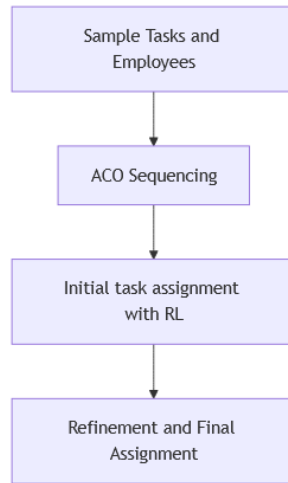 Sample Tasks and
Employees
ACO Sequencing
Initial task assignment
with RL
Refinement and Final
Assignment